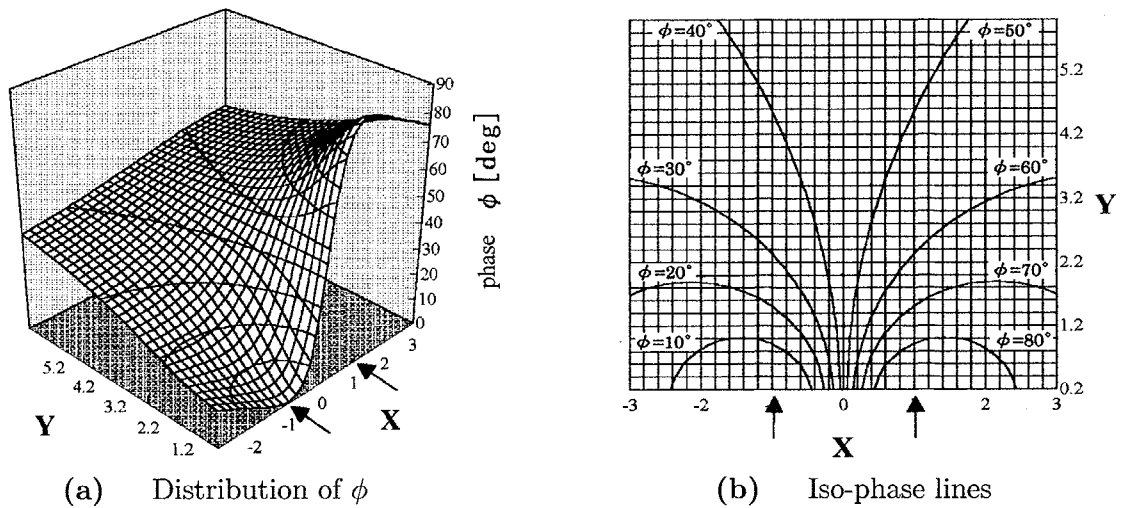 90
80
70
60
50
40
30
20
10
0
phase ϕ [deg]
5.2
4.2
3.2
2.2
1.2
Y
-2
-1
0
1
2
3
X
(a) Distribution of ϕ
ϕ=40° ϕ=50°
ϕ=30° ϕ=60°
ϕ=20° ϕ=70°
ϕ=10° ϕ=80°
5.2
4.2
3.2
2.2
1.2
0.2
Y
-3 -2 0 2 3
X
(b) Iso-phase lines